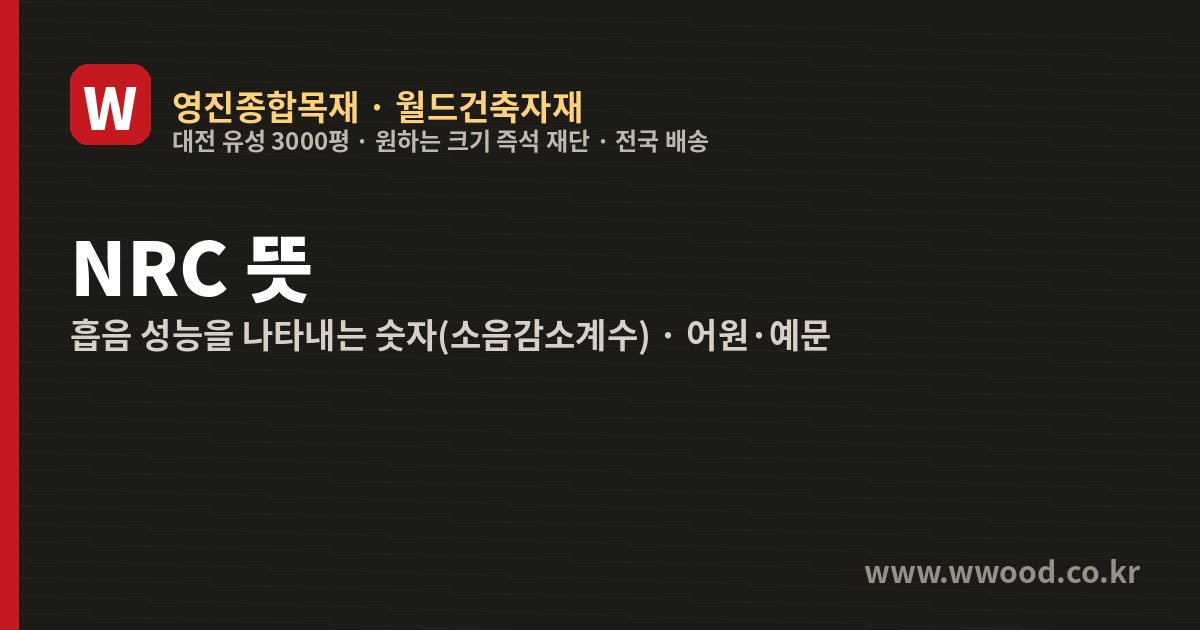 W
영진종합목재 · 월드건축자재
대전 유성 3000평 · 원하는 크기 즉석 재단 · 전국 배송
NRC 뜻
흡음 성능을 나타내는 숫자(소음감소계수) · 어원·예문
www.wwood.co.kr